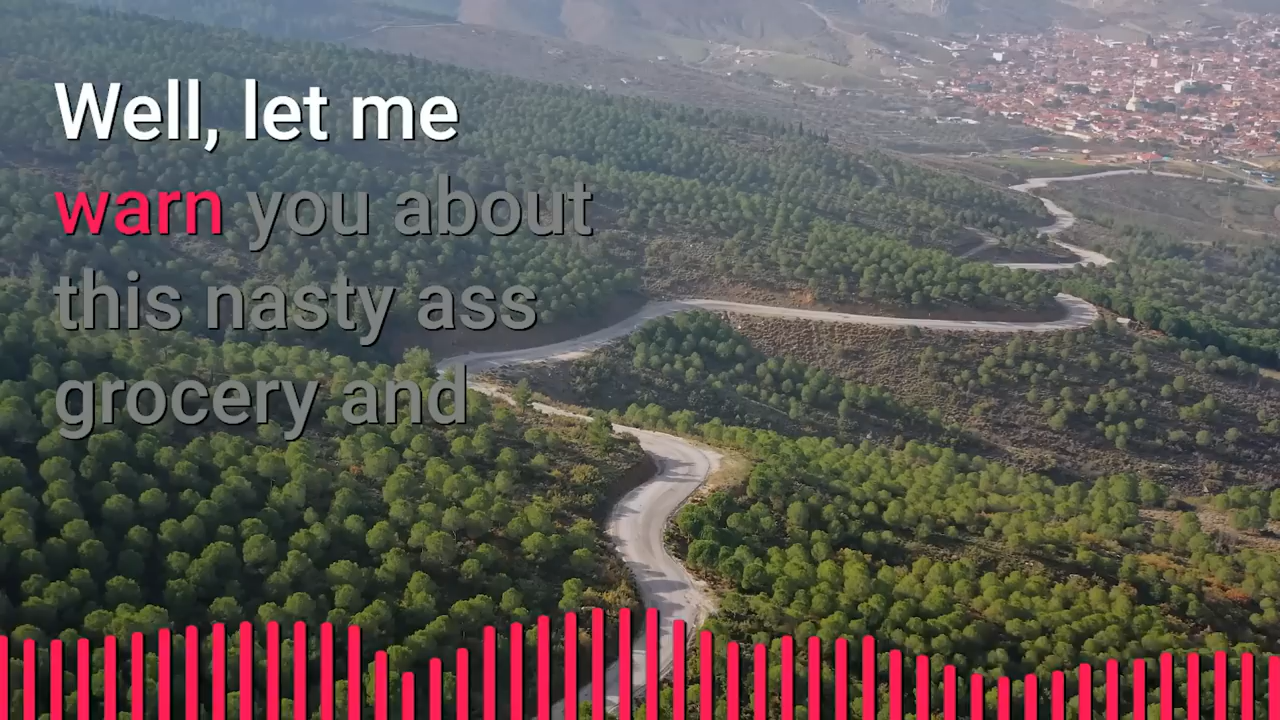 Well, let me
warn you about
this nasty ass
grocery and